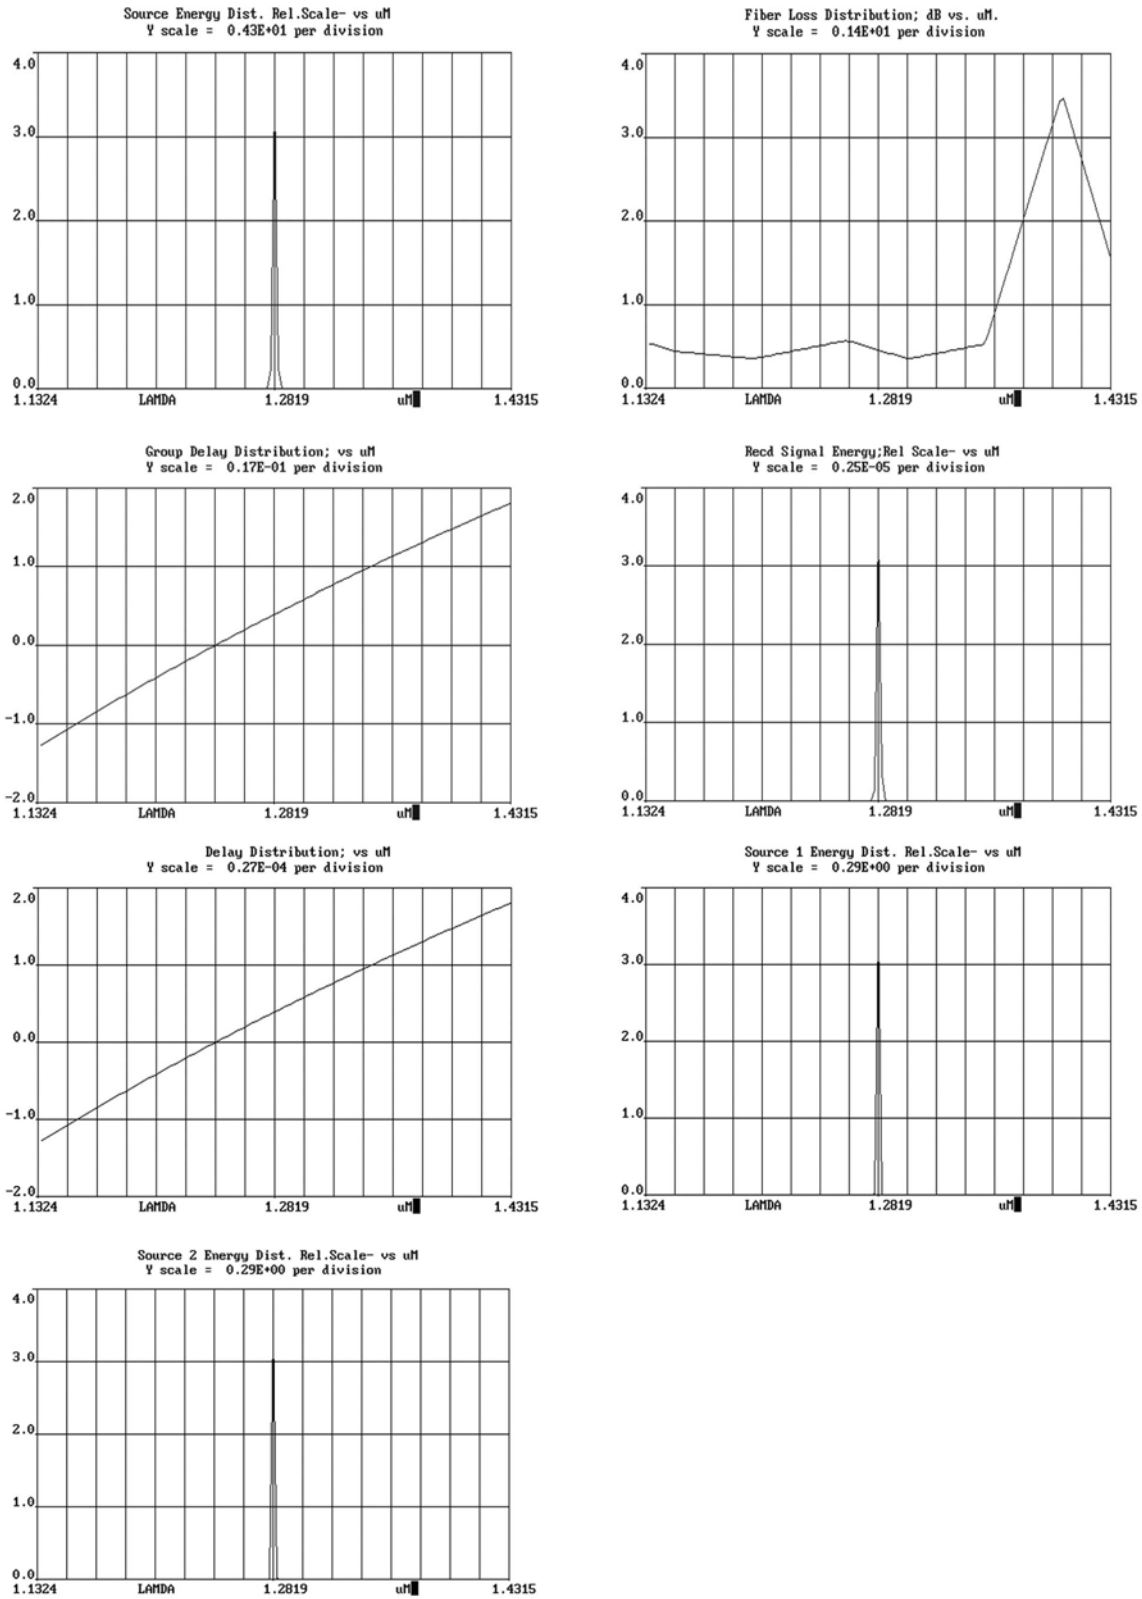 Source Energy Dist. Rel.Scale- vs uM
Y scale = 0.43E+01 per division
4.0
3.0
2.0
1.0
0.0
1.1324 LAMDA 1.2819 uM 1.4315
Fiber Loss Distribution; dB vs. uM.
Y scale = 0.14E+01 per division
4.0
3.0
2.0
1.0
0.0
1.1324 LAMDA 1.2819 uM 1.4315
Group Delay Distribution; vs uM
Y scale = 0.17E-01 per division
2.0
1.0
0.0
-1.0
-2.0
1.1324 LAMDA 1.2819 uM 1.4315
Recd Signal Energy;Rel Scale- vs uM
Y scale = 0.25E-05 per division
4.0
3.0
2.0
1.0
0.0
1.1324 LAMDA 1.2819 uM 1.4315
Delay Distribution; vs uM
Y scale = 0.27E-04 per division
2.0
1.0
0.0
-1.0
-2.0
1.1324 LAMDA 1.2819 uM 1.4315
Source 1 Energy Dist. Rel.Scale- vs uM
Y scale = 0.29E+00 per division
4.0
3.0
2.0
1.0
0.0
1.1324 LAMDA 1.2819 uM 1.4315
Source 2 Energy Dist. Rel.Scale- vs uM
Y scale = 0.29E+00 per division
4.0
3.0
2.0
1.0
0.0
1.1324 LAMDA 1.2819 uM 1.4315